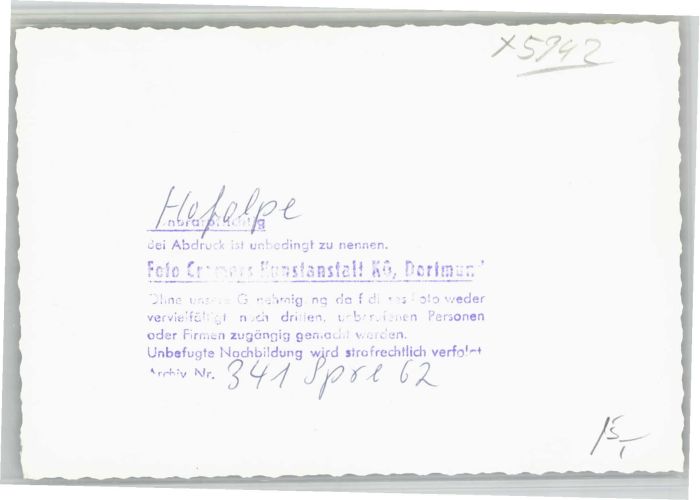 x5942
Hofalpe
bei Abdruck ist unbedingt zu nennen.
Foto Cramers Kunstanstalt KG, Dortmund
Ohne unsere Genehmigung darf dieses Foto weder
vervielfältigt noch dritten, unberufenen Personen
oder Firmen zugängig gemacht werden.
Unbefugte Nachbildung wird strafrechtlich verfolgt
Archiv Nr. 341 Spre 62